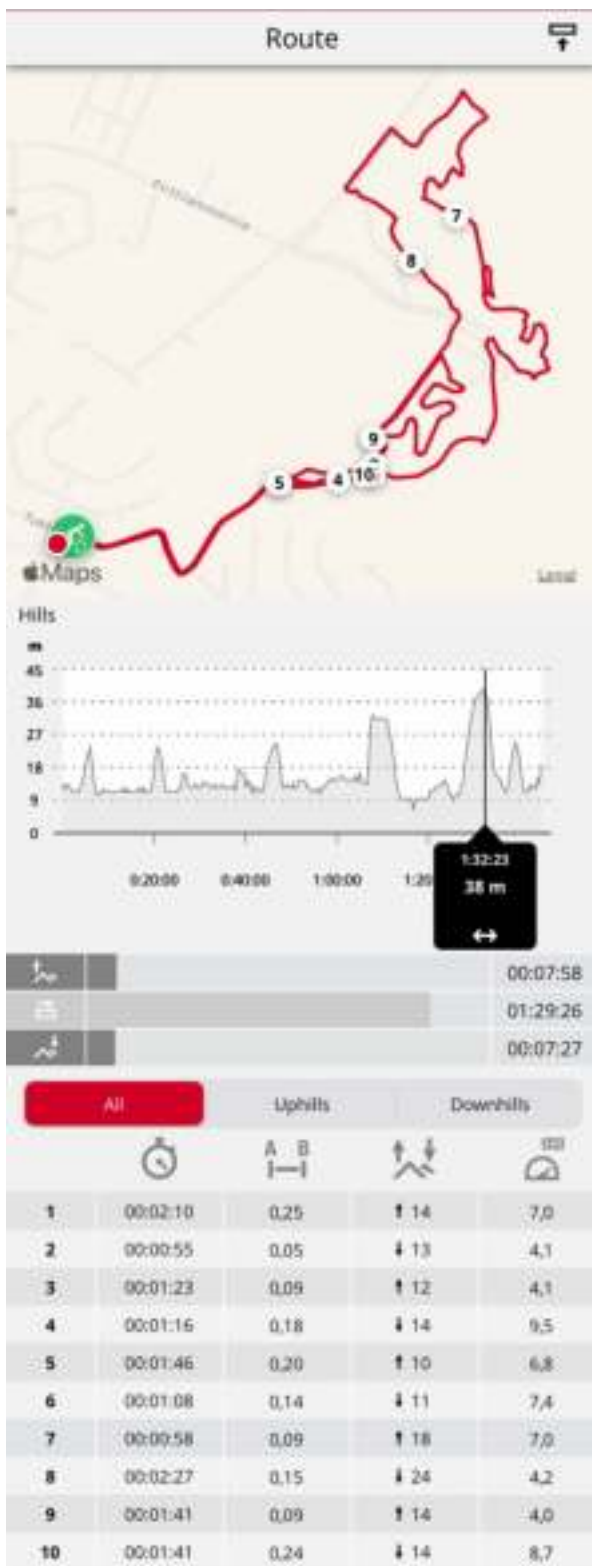 Route
7
8
9
5
4
10
Maps
Legal
Hills
m
45
36
27
18
9
0
0:20:00 0:40:00 1:00:00 1:20
1:32:23
38 m
00:07:58
01:29:26
00:07:27
All Uphills Downhills
A B
1 00:02:10 0,25 14 7,0
2 00:00:55 0,05 13 4,1
3 00:01:23 0,09 12 4,1
4 00:01:16 0,18 14 9,5
5 00:01:46 0,20 10 6,8
6 00:01:08 0,14 11 7,4
7 00:00:58 0,09 18 7,0
8 00:02:27 0,15 24 4,2
9 00:01:41 0,09 14 4,0
10 00:01:41 0,24 14 8,7